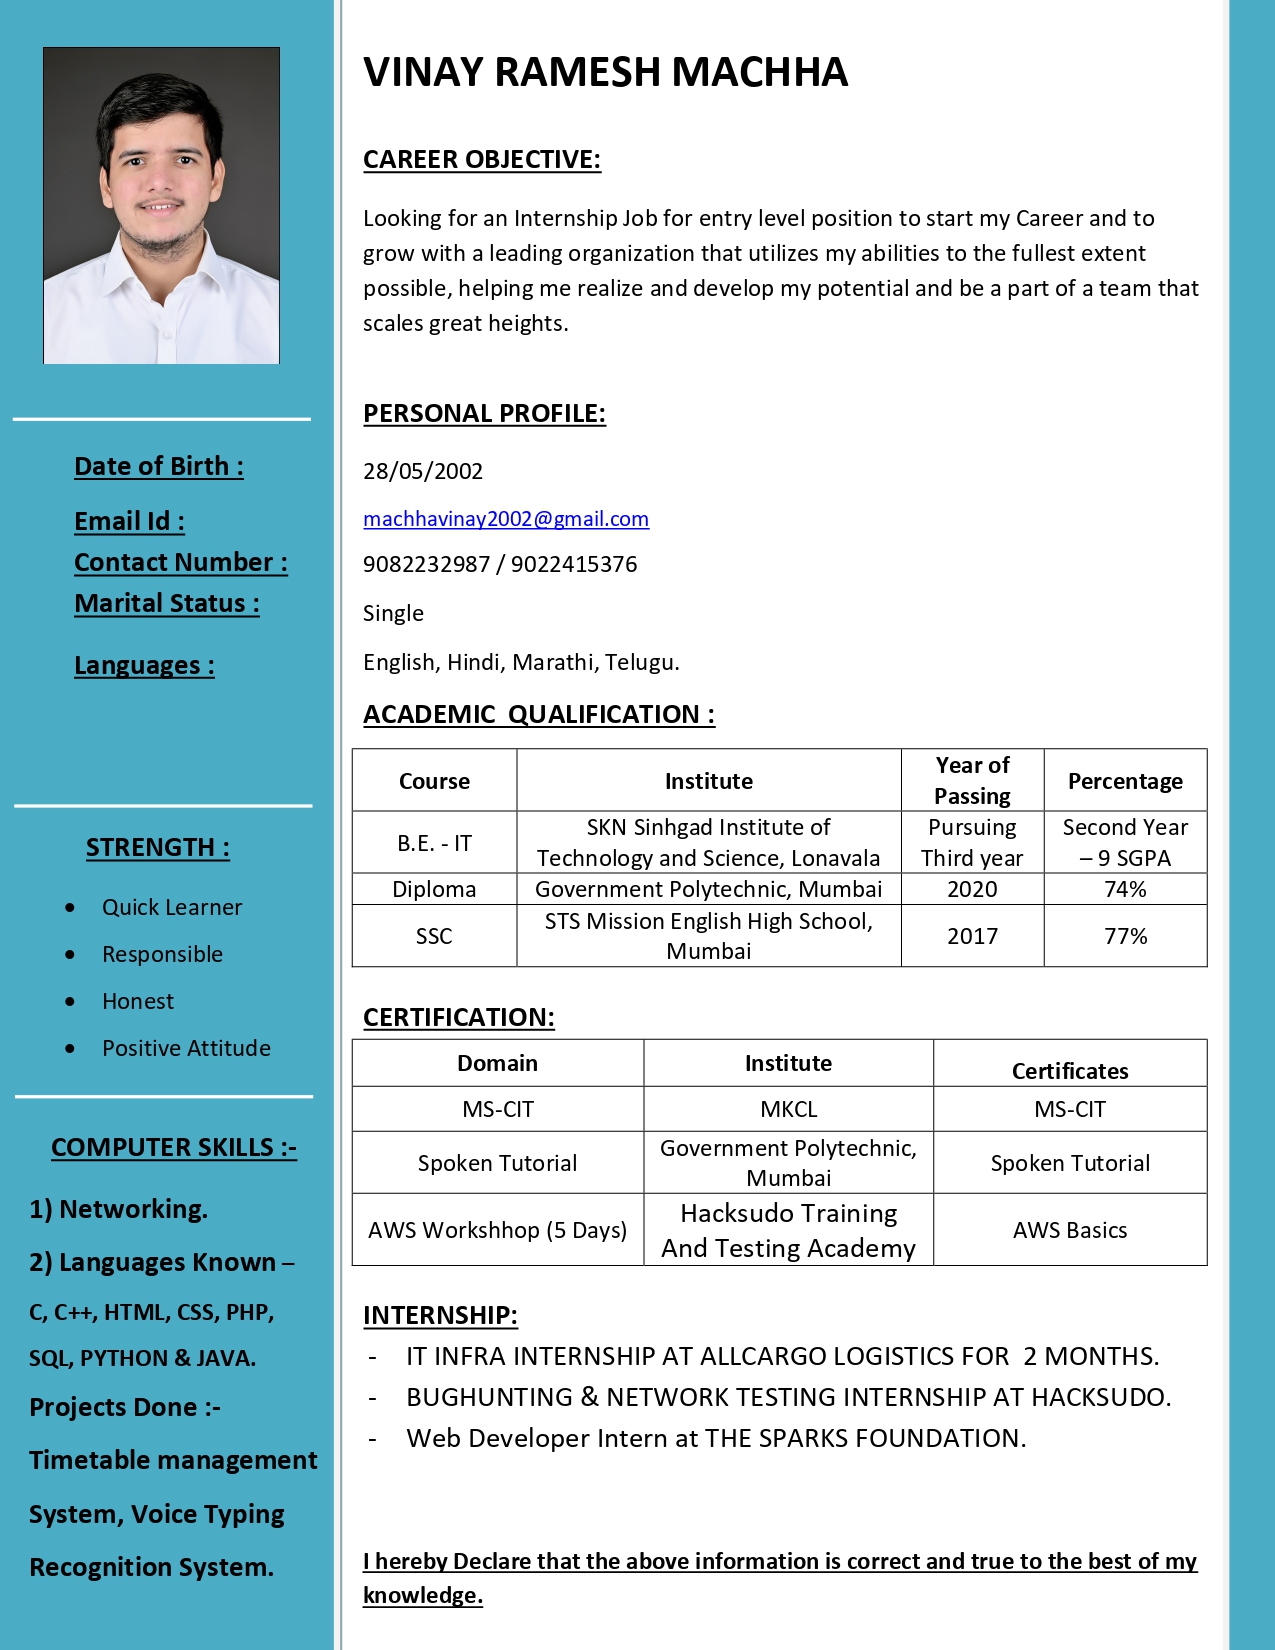 VINAY RAMESH MACHHA
CAREER OBJECTIVE:
Looking for an Internship Job for entry level position to start my Career and to
grow with a leading organization that utilizes my abilities to the fullest extent
possible, helping me realize and develop my potential and be a part of a team that
scales great heights.
PERSONAL PROFILE:
Date of Birth :
28/05/2002
Email Id :
machhavinay2002@gmail.com
Contact Number :
9082232987 / 9022415376
Marital Status :
Single
Languages :
English, Hindi, Marathi, Telugu.
ACADEMIC  QUALIFICATION :
Course Institute Year of
Passing Percentage
B.E. - IT SKN Sinhgad Institute of
Technology and Science, Lonavala Pursuing
Third year Second Year
– 9 SGPA
Diploma Government Polytechnic, Mumbai 2020 74%
SSC STS Mission English High School,
Mumbai 2017 77%
STRENGTH :
• Quick Learner
• Responsible
• Honest
• Positive Attitude
CERTIFICATION:
Domain Institute Certificates
MS-CIT MKCL MS-CIT
Spoken Tutorial Government Polytechnic,
Mumbai Spoken Tutorial
AWS Workshhop (5 Days) Hacksudo Training
And Testing Academy AWS Basics
COMPUTER SKILLS :-
1) Networking.
2) Languages Known –
C, C++, HTML, CSS, PHP,
SQL, PYTHON & JAVA.
Projects Done :-
Timetable management
System, Voice Typing
Recognition System.
INTERNSHIP:
- IT INFRA INTERNSHIP AT ALLCARGO LOGISTICS FOR  2 MONTHS.
- BUGHUNTING & NETWORK TESTING INTERNSHIP AT HACKSUDO.
- Web Developer Intern at THE SPARKS FOUNDATION.
I hereby Declare that the above information is correct and true to the best of my
knowledge.